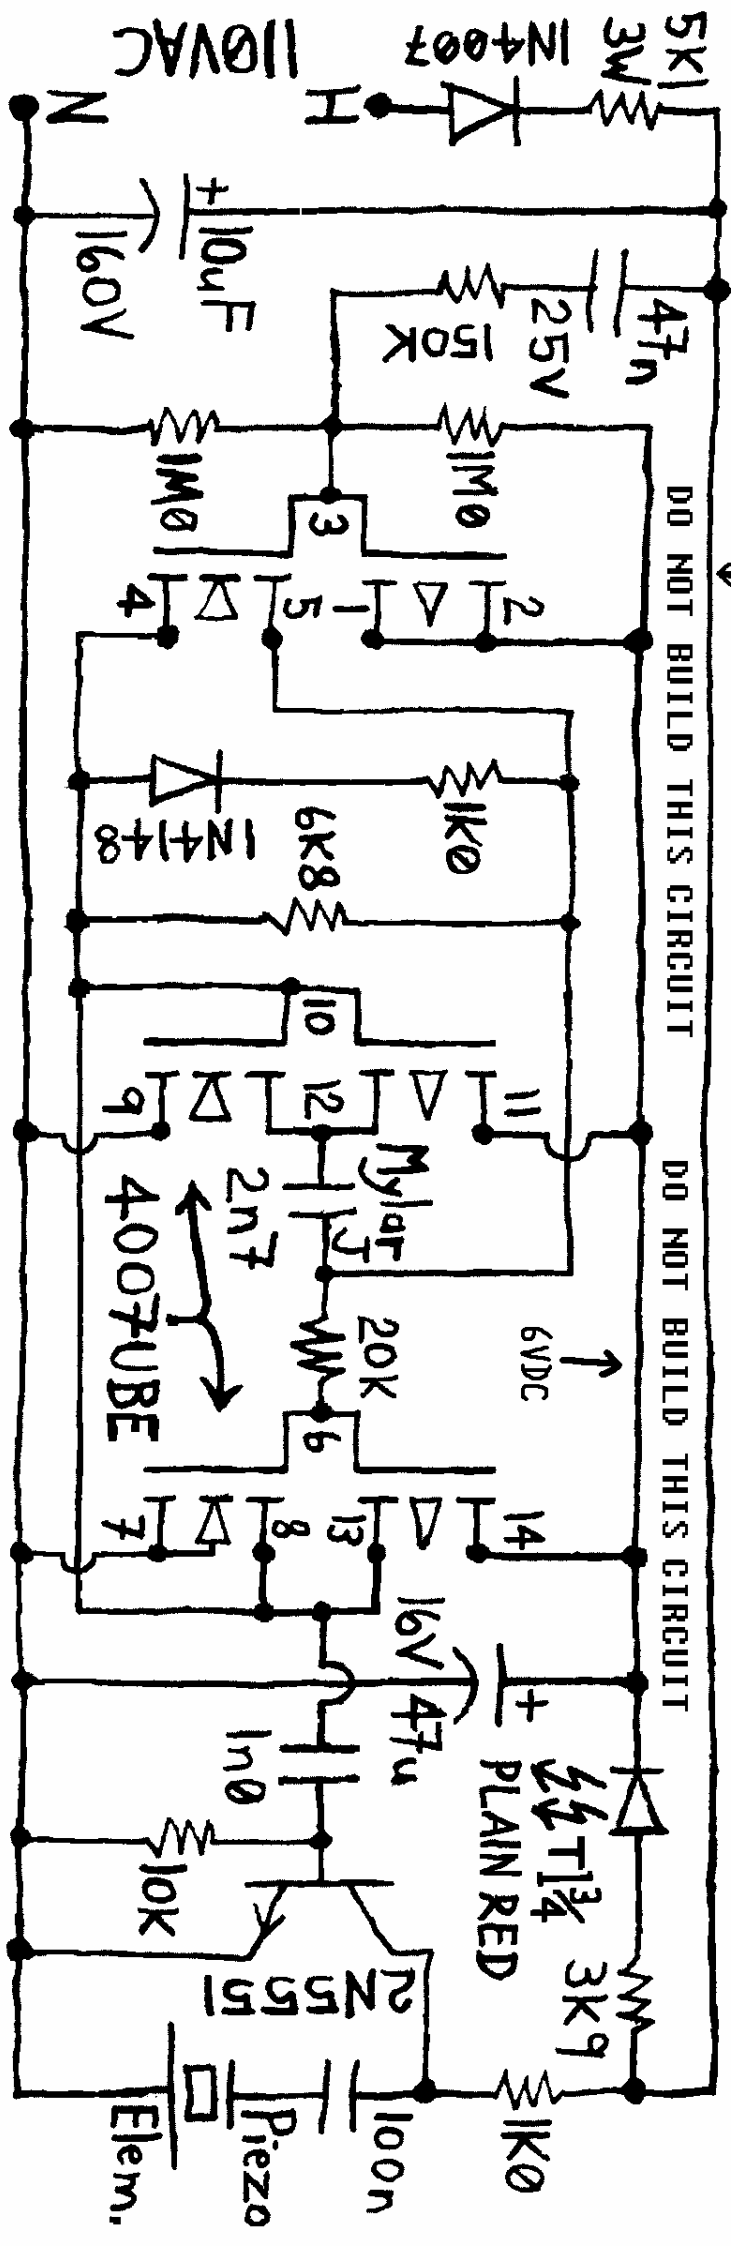 5K1
3W
1N4007
110VAC
H
N
+
10uF
160V
47n
25V
150K
1M0
1M0
DO NOT BUILD THIS CIRCUIT
DO NOT BUILD THIS CIRCUIT
3
2
1
5
4
1K0
1N4148
6K8
10
11
12
9
Mylar
J
2n7
4007UBE
20K
6VDC
6
14
13
8
7
16V
47u
+
1n0
10K
T1¾
PLAIN RED
3K9
2N5551
1K0
100n
Piezo
Elem.